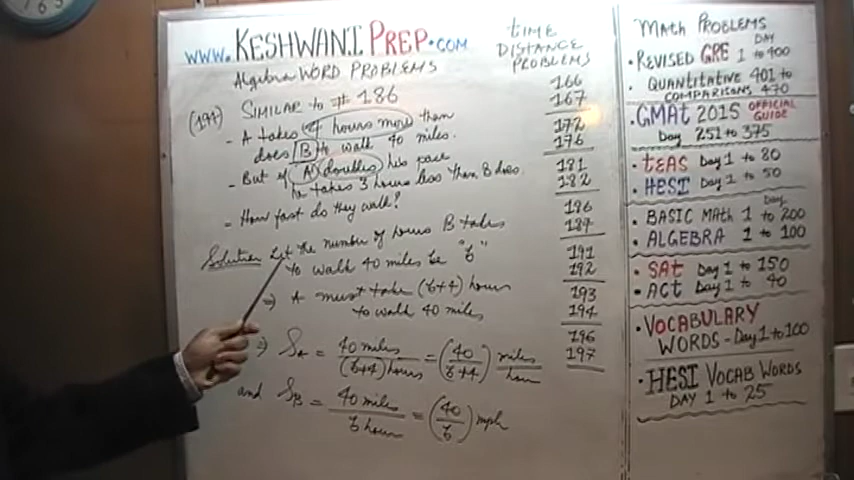 WWW.KESHWANI PREP.COM
Algebra WORD PROBLEMS
(197) SIMILAR to # 186
- A takes 4 hours more than
does B to walk 40 miles.
- But if A doubles his pace
he takes 3 hours less than B does
- How fast do they walk?
Solution Let the number of hours B takes
to walk 40 miles be "t"
⇒ A must take (t+4) hours
to walk 40 miles
⇒ SA = 40 miles / (t+4) hours = (40 / t+4) miles / hour
and SB = 40 miles / t hours = (40 / t) mph
TIME
DISTANCE
PROBLEMS
166
167
172
176
181
182
186
187
191
192
193
194
196
197
Math PROBLEMS
DAY
• REVISED GRE 1 to 400
• QUANTITATIVE 401 to
COMPARISONS 470
• GMAt 2015 OFFICIAL GUIDE
Day 251 to 375
• tEAS Day 1 to 80
• HESI Day 1 to 50
Day
• BASIC MAth 1 to 200
• ALGEBRA 1 to 100
• SAt Day 1 to 150
• ACT Day 1 to 40
• VOCABULARY
WORDS - Day 1 to 100
• HESI VOCAB WORDS
DAY 1 to 25